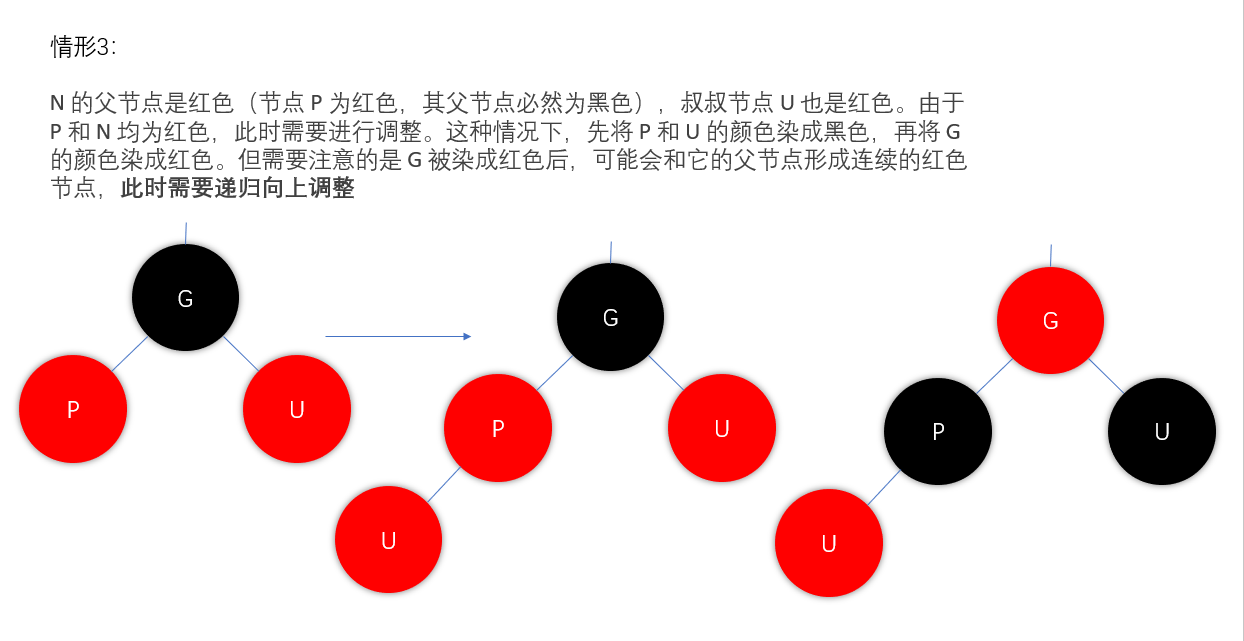 情形3：
N 的父节点是红色（节点 P 为红色，其父节点必然为黑色），叔叔节点 U 也是红色。由于
P 和 N 均为红色，此时需要进行调整。这种情况下，先将 P 和 U 的颜色染成黑色，再将 G
的颜色染成红色。但需要注意的是 G 被染成红色后，可能会和它的父节点形成连续的红色
节点，此时需要递归向上调整
G
P
U
G
P
U
U
G
P
U
U